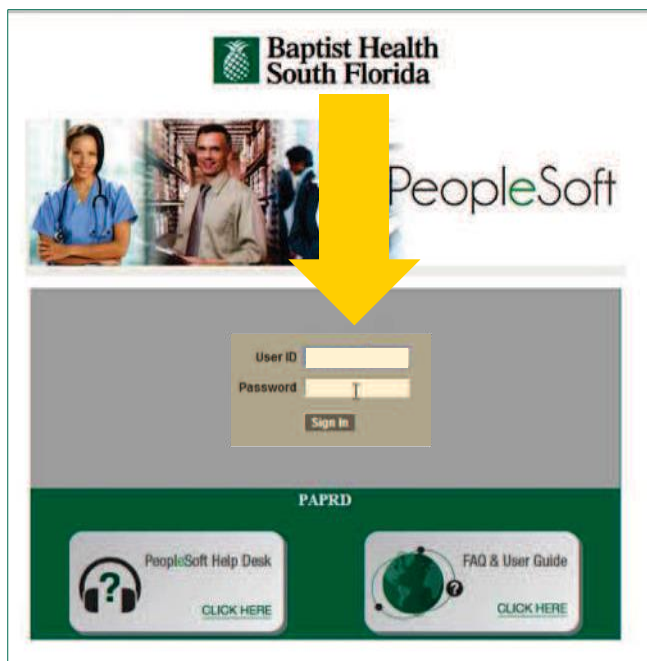 Baptist Health
South Florida
PeopleSoft
User ID
Password
Sign In
PAPRD
PeopleSoft Help Desk
CLICK HERE
FAQ & User Guide
CLICK HERE